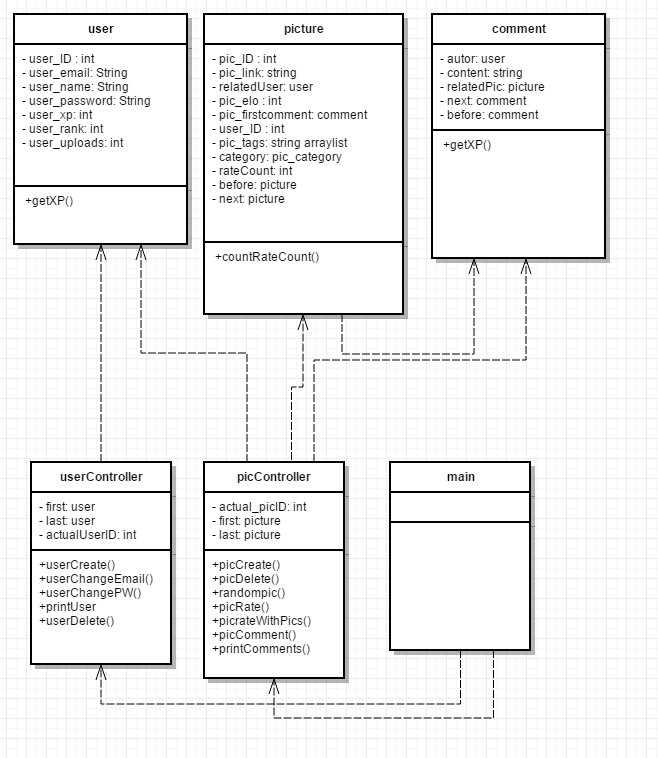 user
- user_ID : int
- user_email: String
- user_name: String
- user_password: String
- user_xp: int
- user_rank: int
- user_uploads: int
+getXP()
picture
- pic_ID : int
- pic_link: string
- relatedUser: user
- pic_elo : int
- pic_firstcomment: comment
- user_ID : int
- pic_tags: string arraylist
- category: pic_category
- rateCount: int
- before: picture
- next: picture
+countRateCount()
comment
- autor: user
- content: string
- relatedPic: picture
- next: comment
- before: comment
+getXP()
userController
- first: user
- last: user
- actualUserID: int
+userCreate()
+userChangeEmail()
+userChangePW()
+printUser
+userDelete()
picController
- actual_picID: int
- first: picture
- last: picture
+picCreate()
+picDelete()
+randompic()
+picRate()
+picrateWithPics()
+picComment()
+printComments()
main